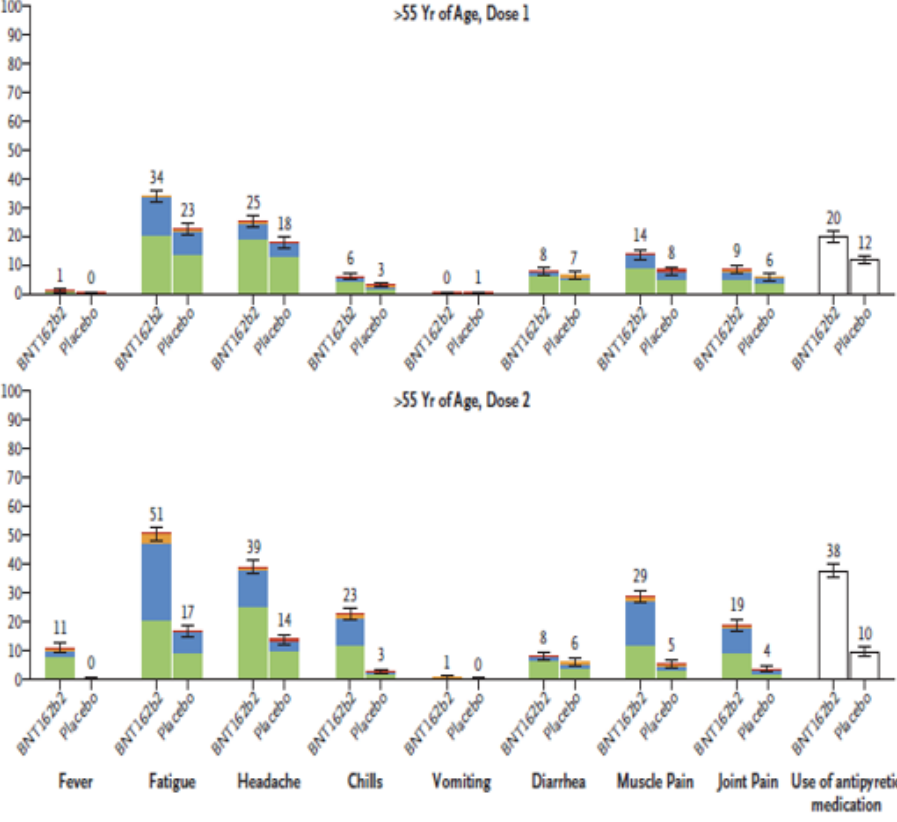 >55 Yr of Age, Dose 1
100
90
80
70
60
50
40
30
20
10
0
1 0 34 23 25 18 6 3 0 1 8 7 14 8 9 6 20 12
BNT162b2 Placebo BNT162b2 Placebo BNT162b2 Placebo BNT162b2 Placebo BNT162b2 Placebo BNT162b2 Placebo BNT162b2 Placebo BNT162b2 Placebo BNT162b2 Placebo
>55 Yr of Age, Dose 2
100
90
80
70
60
50
40
30
20
10
0
11 0 51 17 39 14 23 3 1 0 8 6 29 5 19 4 38 10
BNT162b2 Placebo BNT162b2 Placebo BNT162b2 Placebo BNT162b2 Placebo BNT162b2 Placebo BNT162b2 Placebo BNT162b2 Placebo BNT162b2 Placebo BNT162b2 Placebo
Fever Fatigue Headache Chills Vomiting Diarrhea Muscle Pain Joint Pain Use of antipyretic
medication